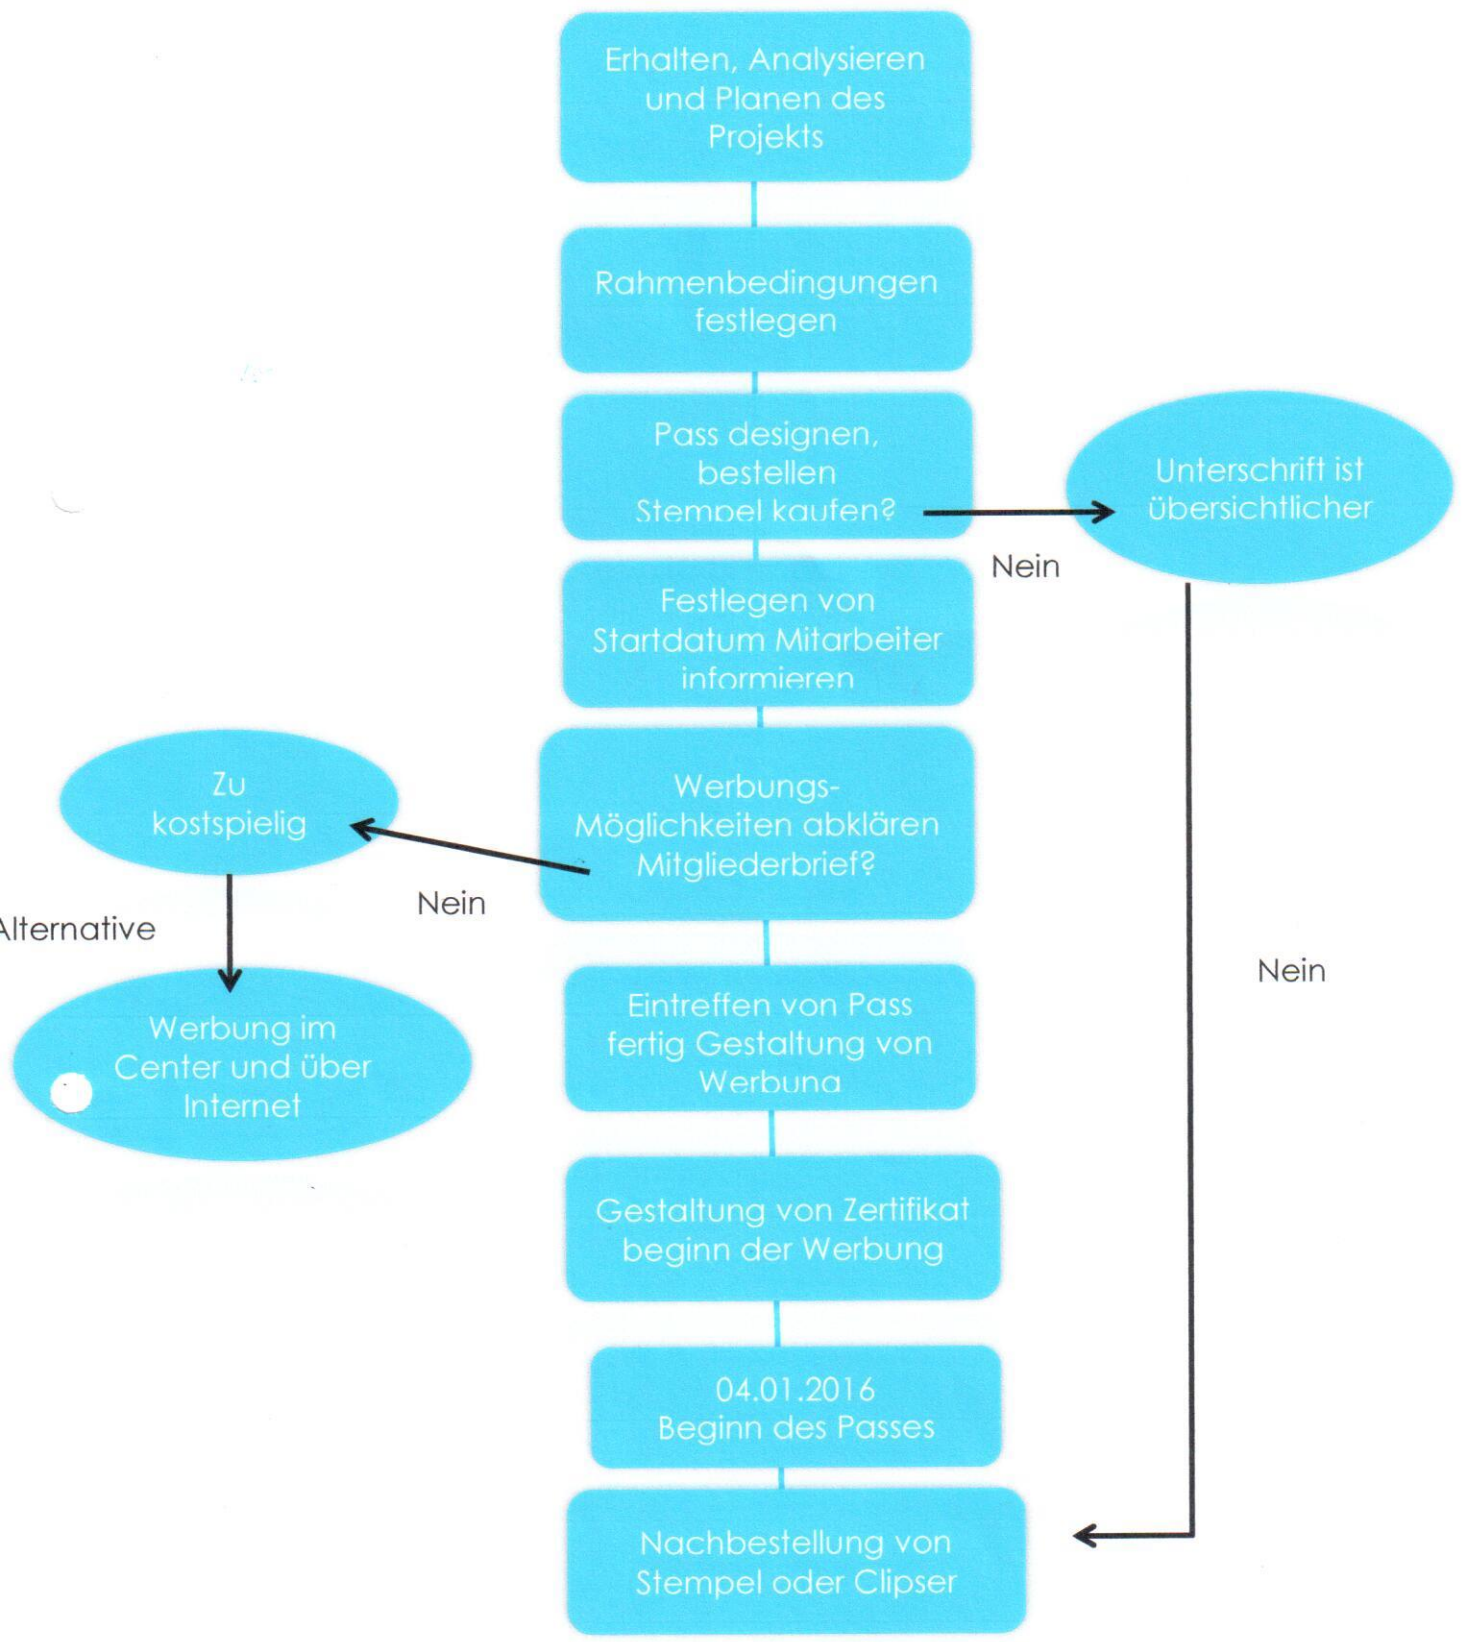 Erhalten, Analysieren
und Planen des
Projekts
Rahmenbedingungen
festlegen
Pass designen,
bestellen
Stempel kaufen?
Unterschrift ist
übersichtlicher
Nein
Festlegen von
Startdatum Mitarbeiter
informieren
Zu
kostspielig
Werbungs-
Möglichkeiten abklären
Mitgliederbrief?
Nein
Alternative
Werbung im
Center und über
Internet
Nein
Eintreffen von Pass
fertig Gestaltung von
Werbung
Gestaltung von Zertifikat
beginn der Werbung
04.01.2016
Beginn des Passes
Nachbestellung von
Stempel oder Clipser